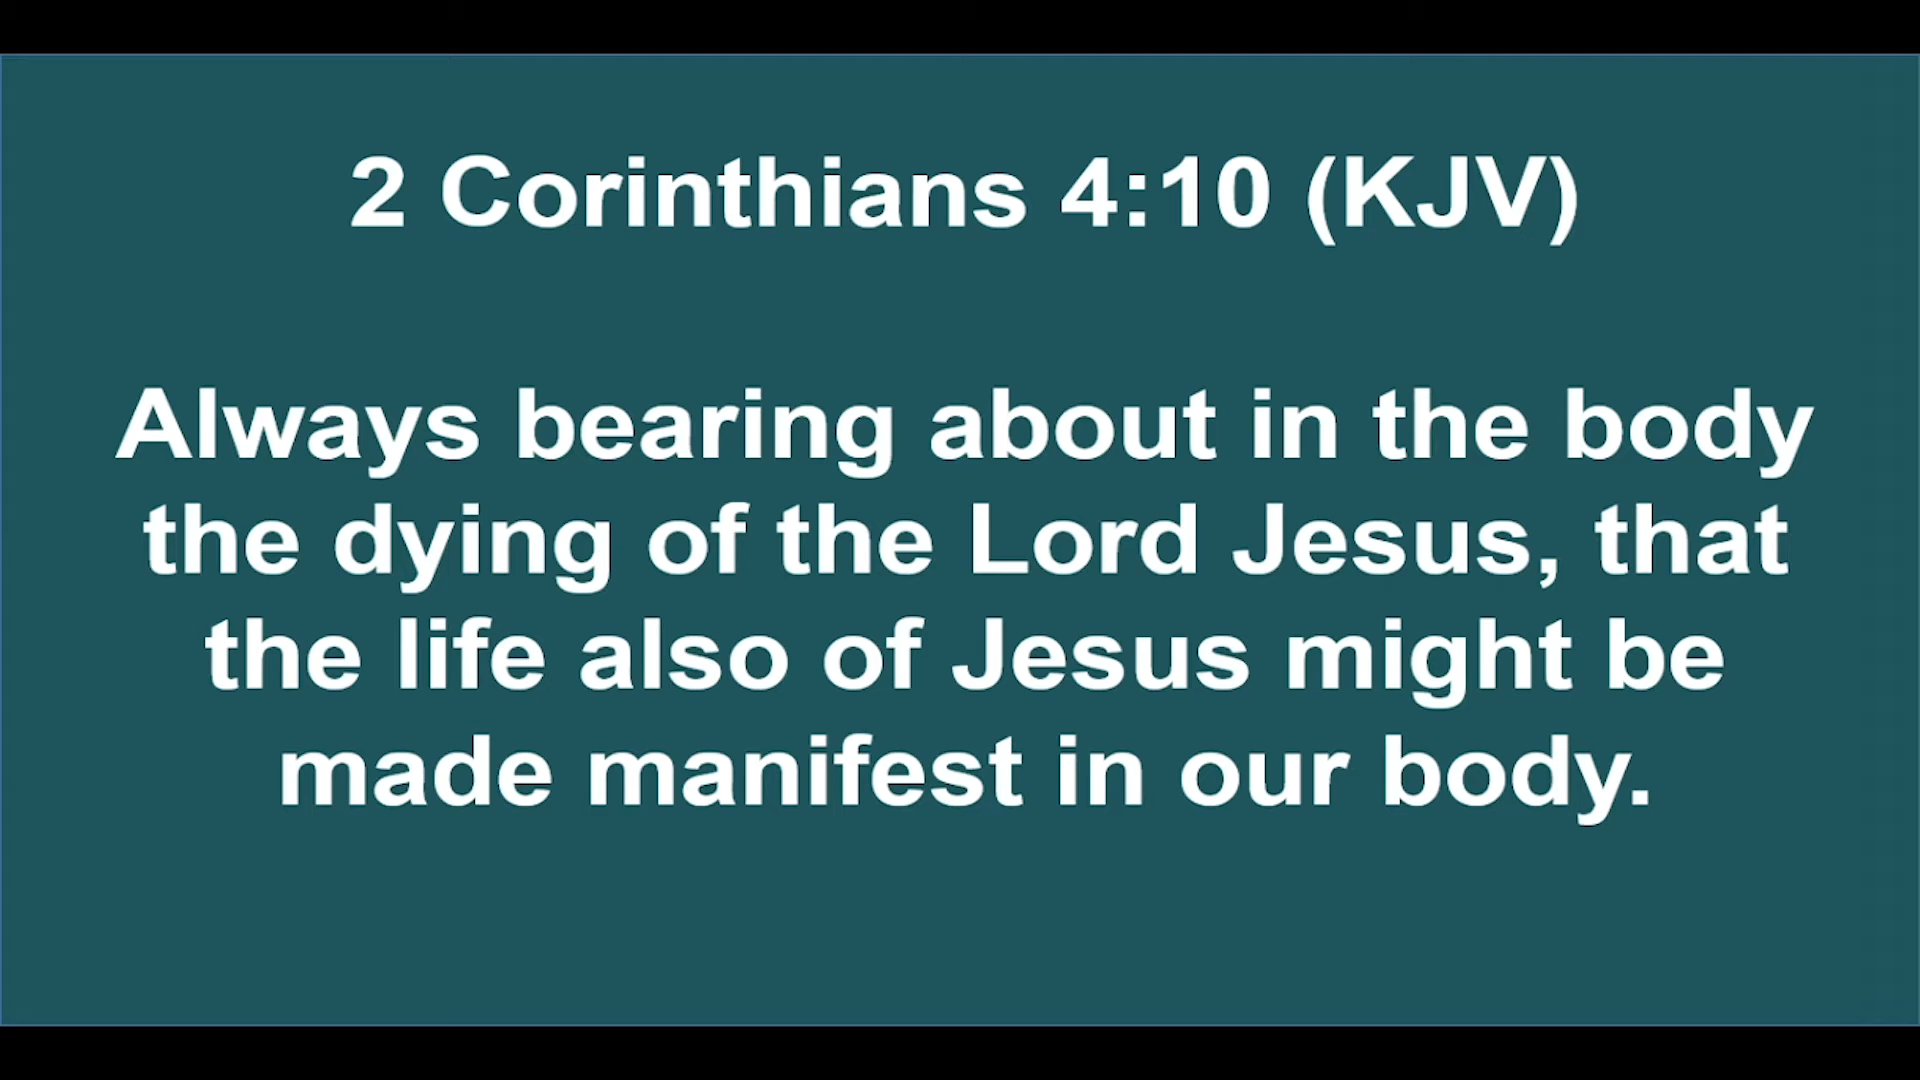 2 Corinthians 4:10 (KJV)
Always bearing about in the body
the dying of the Lord Jesus, that
the life also of Jesus might be
made manifest in our body.